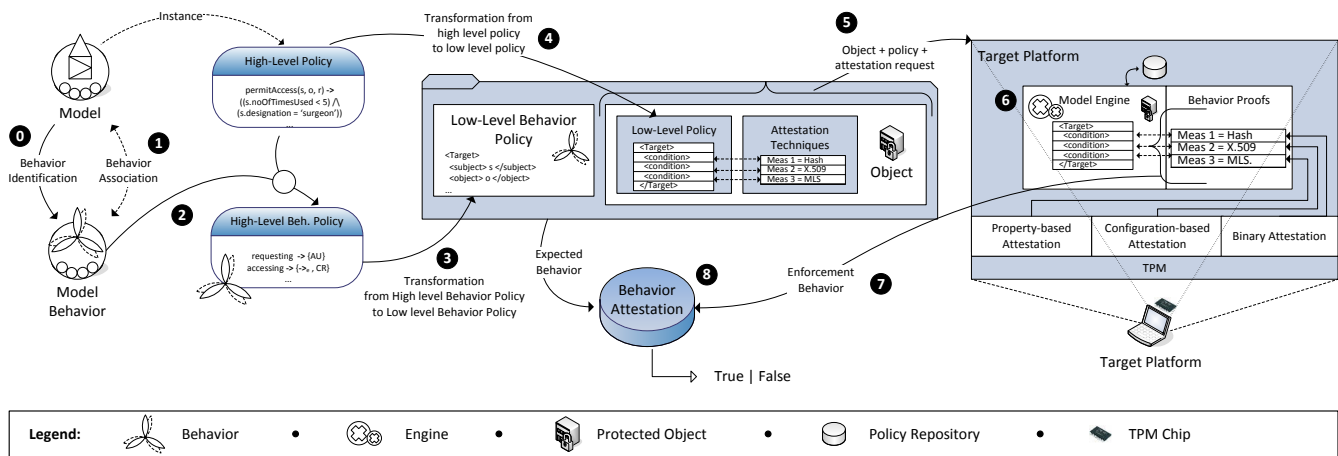 Instance
Model
0
1
Behavior
Identification
Behavior
Association
Model
Behavior
2
High-Level Policy
permitAccess(s, o, r) ->
((s.noOfTimesUsed < 5) /\
(s.designation = 'surgeon'))
...
High-Level Beh. Policy
requesting -> {AU}
accessing -> {->ₑ , CR}
...
3
Transformation
from High level Behavior Policy
to Low level Behavior Policy
Transformation from
high level policy
to low level policy
4
Low-Level Behavior
Policy
<Target>
<subject> s </subject>
<object> o </object>
...
Low-Level Policy
<Target>
<condition>
<condition>
<condition>
</Target>
Attestation
Techniques
Meas 1 = Hash
Meas 2 = X.509
Meas 3 = MLS
Object
5
Object + policy +
attestation request
Expected
Behavior
8
Behavior
Attestation
True | False
Enforcement
Behavior
7
Target Platform
6
Model Engine
<Target>
<condition>
<condition>
<condition>
</Target>
Behavior Proofs
Meas 1 = Hash
Meas 2 = X.509
Meas 3 = MLS.
Property-based
Attestation
Configuration-based
Attestation
Binary Attestation
TPM
Target Platform
Legend:
Behavior
Engine
Protected Object
Policy Repository
TPM Chip